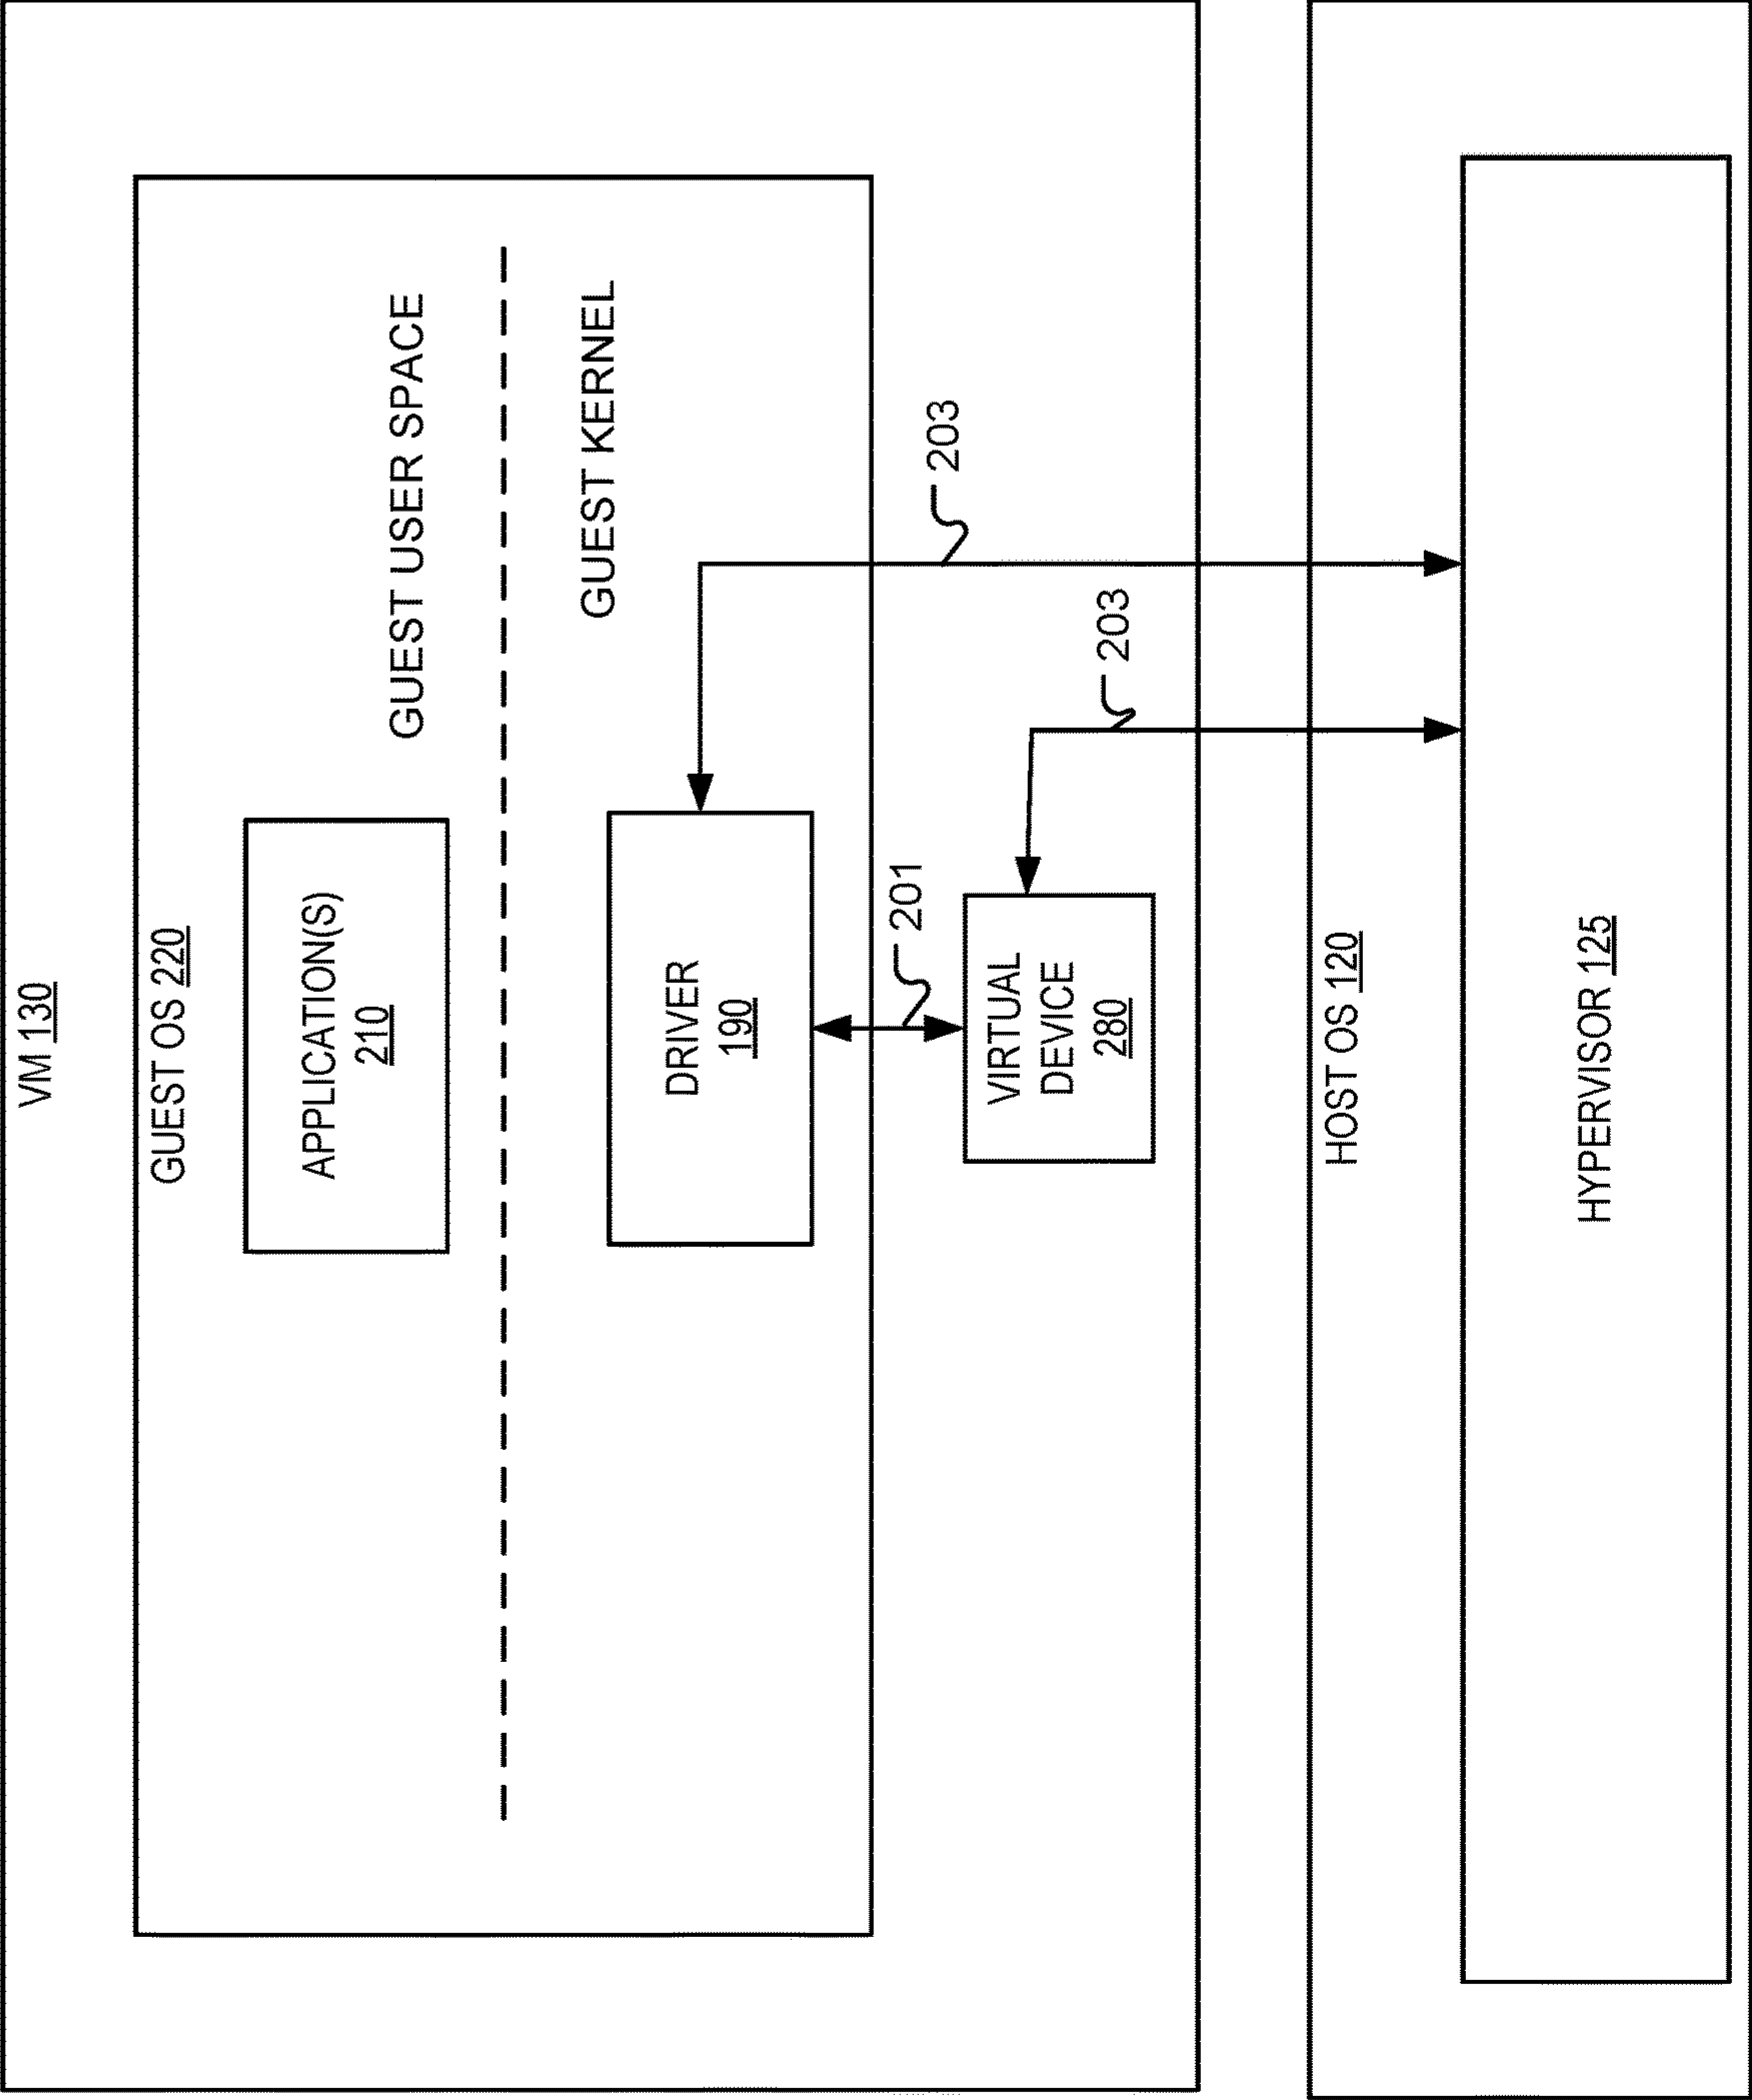 VM 130
GUEST OS 220
APPLICATION(S)
210
GUEST USER SPACE
GUEST KERNEL
DRIVER
190
203
201
VIRTUAL
DEVICE
280
203
HOST OS 120
HYPERVISOR 125